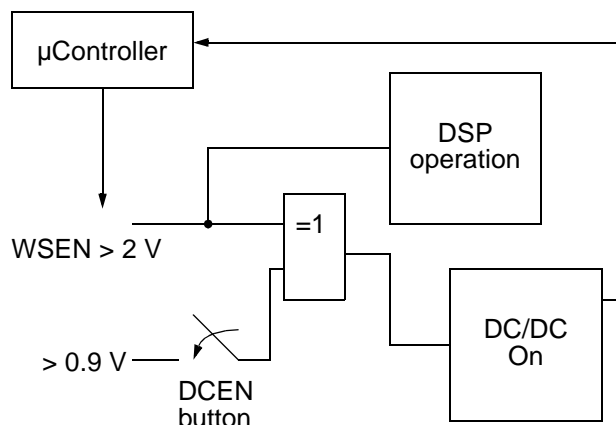 µController
DSP
operation
=1
WSEN > 2 V
DC/DC
On
> 0.9 V
DCEN
button